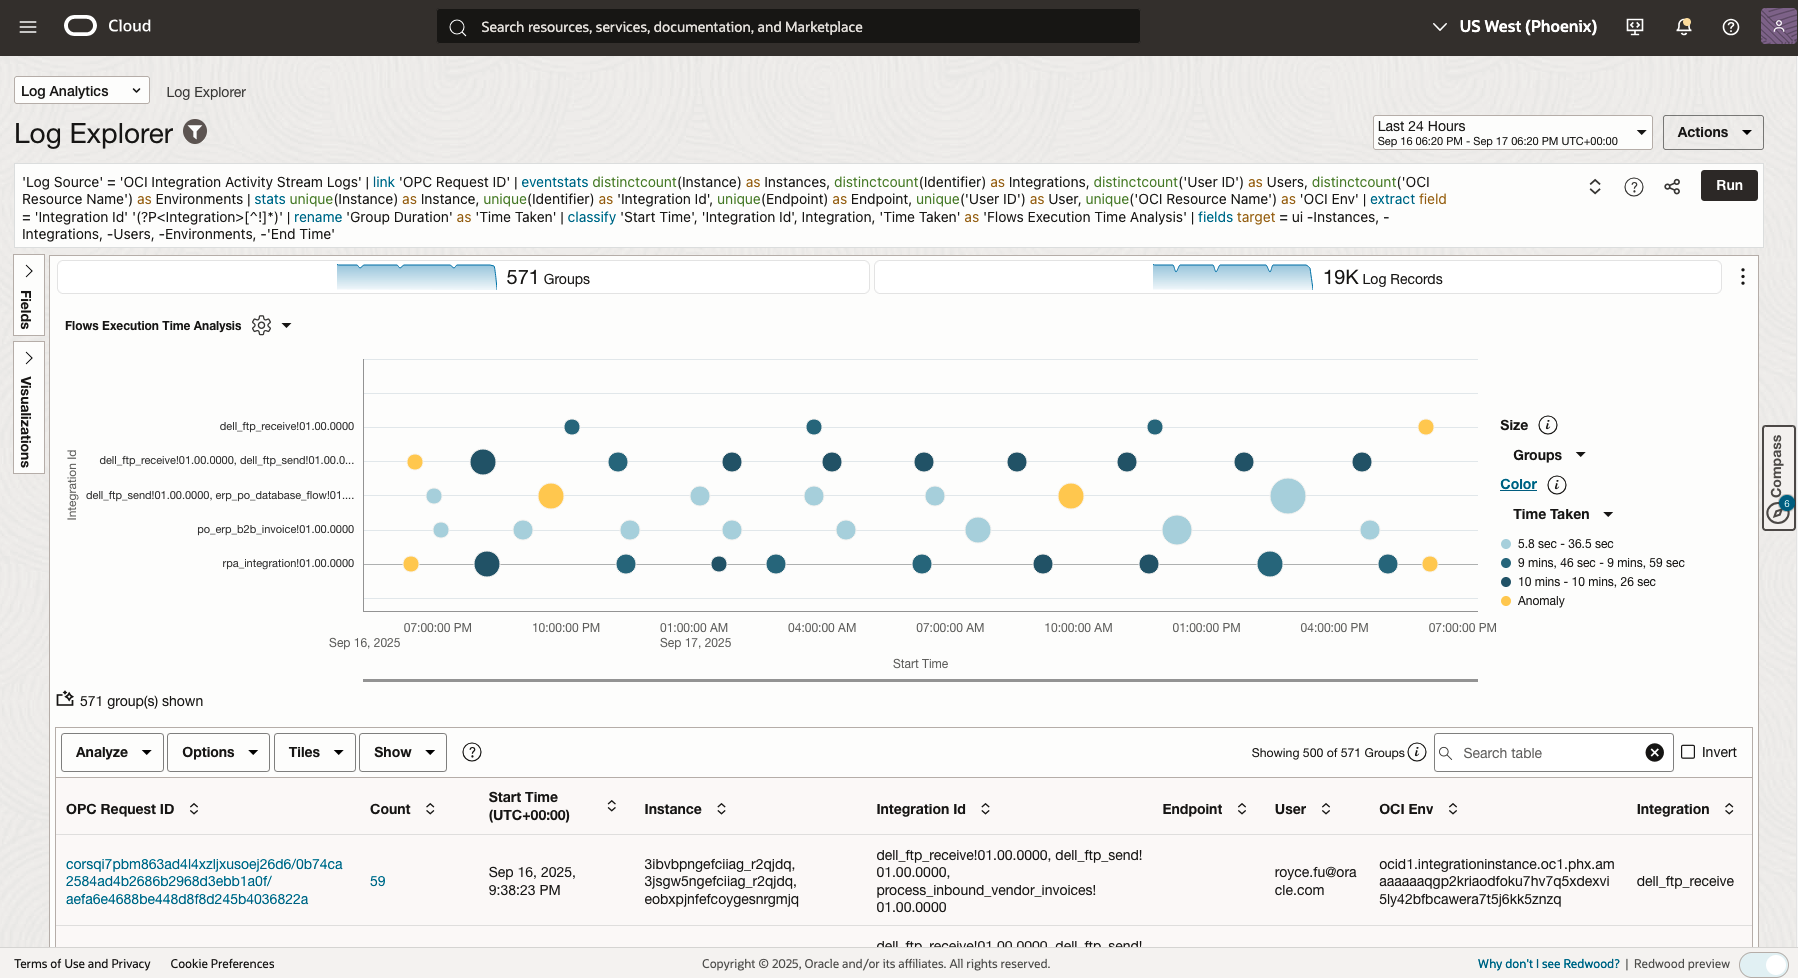 Cloud
Search resources, services, documentation, and Marketplace
US West (Phoenix)
Log Analytics
Log Explorer
Log Explorer
Last 24 Hours
Sep 16 06:20 PM - Sep 17 06:20 PM UTC+00:00
Actions
'Log Source' = 'OCI Integration Activity Stream Logs' | link 'OPC Request ID' | eventstats distinctcount(Instance) as Instances, distinctcount(Identifier) as Integrations, distinctcount('User ID') as Users, distinctcount('OCI
Resource Name') as Environments | stats unique(Instance) as Instance, unique(Identifier) as 'Integration Id', unique(Endpoint) as Endpoint, unique('User ID') as User, unique('OCI Resource Name') as 'OCI Env' | extract field
= 'Integration Id' '(?P<Integration>[^!]*)' | rename 'Group Duration' as 'Time Taken' | classify 'Start Time', 'Integration Id', Integration, 'Time Taken' as 'Flows Execution Time Analysis' | fields target = ui -Instances, -
Integrations, -Users, -Environments, -'End Time'
Run
Fields
Visualizations
571 Groups
19K Log Records
Flows Execution Time Analysis
Integration Id
dell_ftp_receive!01.00.0000
dell_ftp_receive!01.00.0000, dell_ftp_send!01.00.0...
dell_ftp_send!01.00.0000, erp_po_database_flow!01....
po_erp_b2b_invoice!01.00.0000
rpa_integration!01.00.0000
07:00:00 PM
10:00:00 PM
01:00:00 AM
04:00:00 AM
07:00:00 AM
10:00:00 AM
01:00:00 PM
04:00:00 PM
07:00:00 PM
Sep 16, 2025
Sep 17, 2025
Start Time
Size
Groups
Color
Time Taken
5.8 sec - 36.5 sec
9 mins, 46 sec - 9 mins, 59 sec
10 mins - 10 mins, 26 sec
Anomaly
Compass
6
571 group(s) shown
Analyze
Options
Tiles
Show
Showing 500 of 571 Groups
Search table
Invert
OPC Request ID
Count
Start Time
(UTC+00:00)
Instance
Integration Id
Endpoint
User
OCI Env
Integration
corsqi7pbm863ad4l4xzljxusoej26d6/0b74ca
2584ad4b2686b2968d3ebb1a0f/
aefa6e4688be448d8f8d245b4036822a
59
Sep 16, 2025,
9:38:23 PM
3ibvbpngefciiag_r2qjdq,
3jsgw5ngefciiag_r2qjdq,
eobxpjnfefcoygesnrgmjq
dell_ftp_receive!01.00.0000, dell_ftp_send!
01.00.0000,
process_inbound_vendor_invoices!
01.00.0000
royce.fu@ora
cle.com
ocid1.integrationinstance.oc1.phx.am
aaaaaaqgp2kriaodfoku7hv7q5xdexvi
5ly42bfbcawera7t5j6kk5znzq
dell_ftp_receive
dell_ftp_receive!01.00.0000, dell_ftp_send!
Terms of Use and Privacy
Cookie Preferences
Copyright © 2025, Oracle and/or its affiliates. All rights reserved.
Why don't I see Redwood? | Redwood preview